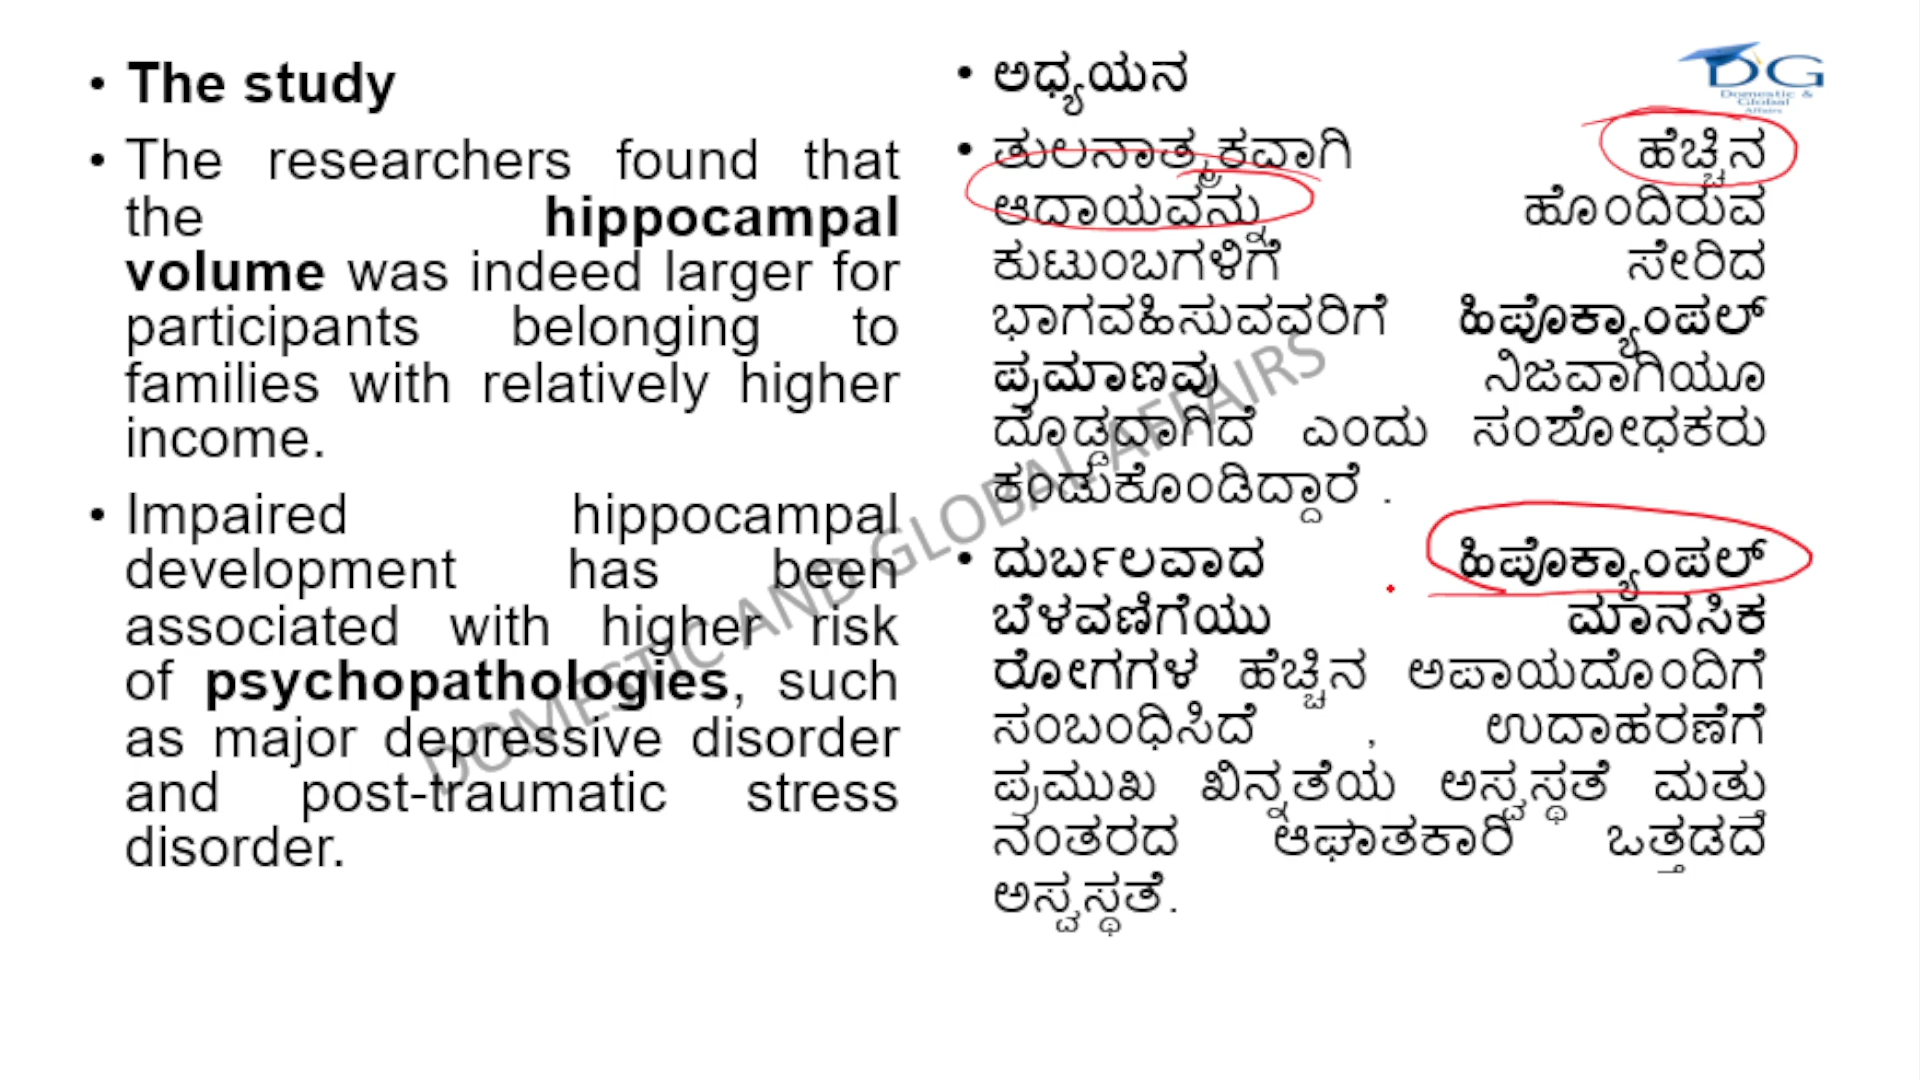 • The study
• The researchers found that
the hippocampal
volume was indeed larger for
participants belonging to
families with relatively higher
income.
• Impaired hippocampal
development has been
associated with higher risk
of psychopathologies, such
as major depressive disorder
and post-traumatic stress
disorder.
• ಅಧ್ಯಯನ
• ತುಲನಾತ್ಮಕವಾಗಿ ಹೆಚ್ಚಿನ
ಆದಾಯವನ್ನು ಹೊಂದಿರುವ
ಕುಟುಂಬಗಳಿಗೆ ಸೇರಿದ
ಭಾಗವಹಿಸುವವರಿಗೆ ಹಿಪೊಕ್ಯಾಂಪಲ್
ಪ್ರಮಾಣವು ನಿಜವಾಗಿಯೂ
ದೊಡ್ಡದಾಗಿದೆ ಎಂದು ಸಂಶೋಧಕರು
ಕಂಡುಕೊಂಡಿದ್ದಾರೆ .
• ದುರ್ಬಲವಾದ ಹಿಪೊಕ್ಯಾಂಪಲ್
ಬೆಳವಣಿಗೆಯು ಮಾನಸಿಕ
ರೋಗಗಳ ಹೆಚ್ಚಿನ ಅಪಾಯದೊಂದಿಗೆ
ಸಂಬಂಧಿಸಿದೆ , ಉದಾಹರಣೆಗೆ
ಪ್ರಮುಖ ಖಿನ್ನತೆಯ ಅಸ್ವಸ್ಥತೆ ಮತ್ತು
ನಂತರದ ಆಘಾತಕಾರಿ ಒತ್ತಡದ
ಅಸ್ವಸ್ಥತೆ.
DG
Domestic &
Global
Affairs
DOMESTIC AND GLOBAL AFFAIRS